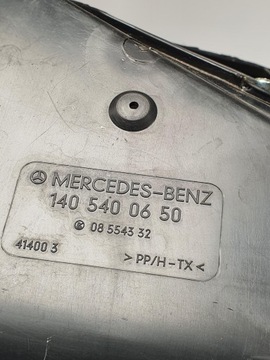 MERCEDES-BENZ
140 540 06 50
08 5543 32
41400 3
>PP/H-TX<